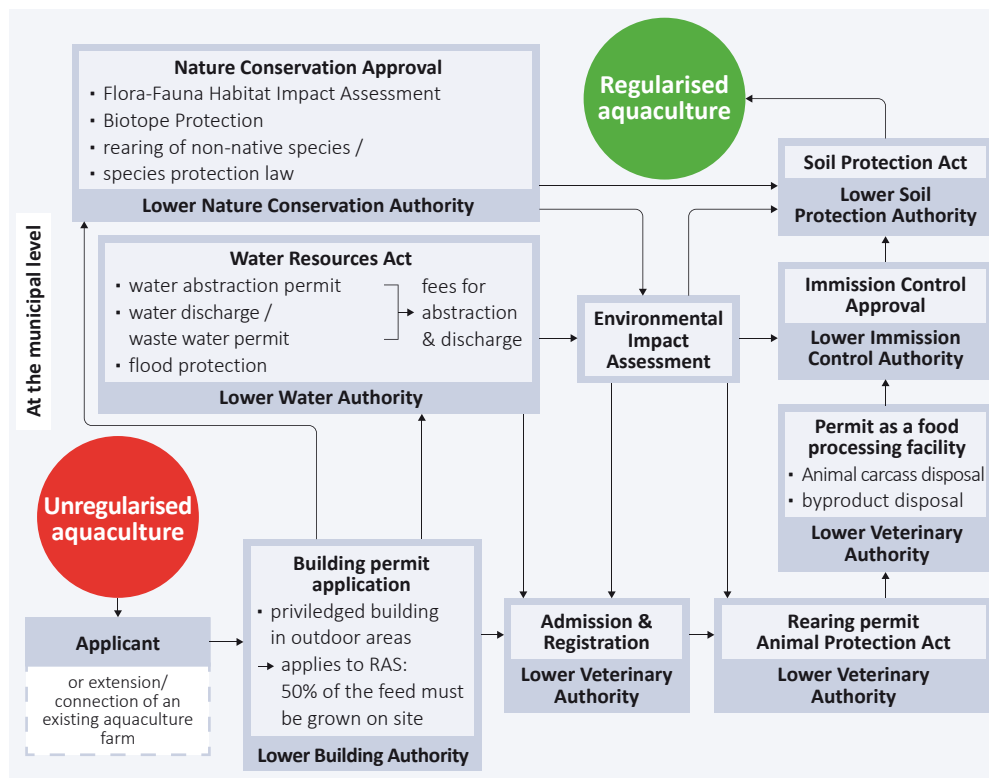 Nature Conservation Approval
▪ Flora-Fauna Habitat Impact Assessment
▪ Biotope Protection
▪ rearing of non-native species /
▪ species protection law
Lower Nature Conservation Authority
Regularised
aquaculture
Soil Protection Act
Lower Soil
Protection Authority
At the municipal level
Water Resources Act
▪ water abstraction permit
▪ water discharge /
waste water permit
▪ flood protection
fees for
abstraction
& discharge
Lower Water Authority
Environmental
Impact
Assessment
Immission Control
Approval
Lower Immission
Control Authority
Permit as a food
processing facility
▪ Animal carcass disposal
▪ byproduct disposal
Lower Veterinary
Authority
Unregularised
aquaculture
Applicant
or extension/
connection of an
existing aquaculture
farm
Building permit
application
▪ priviledged building
in outdoor areas
→ applies to RAS:
50% of the feed must
be grown on site
Lower Building Authority
Admission &
Registration
Lower Veterinary
Authority
Rearing permit
Animal Protection Act
Lower Veterinary
Authority